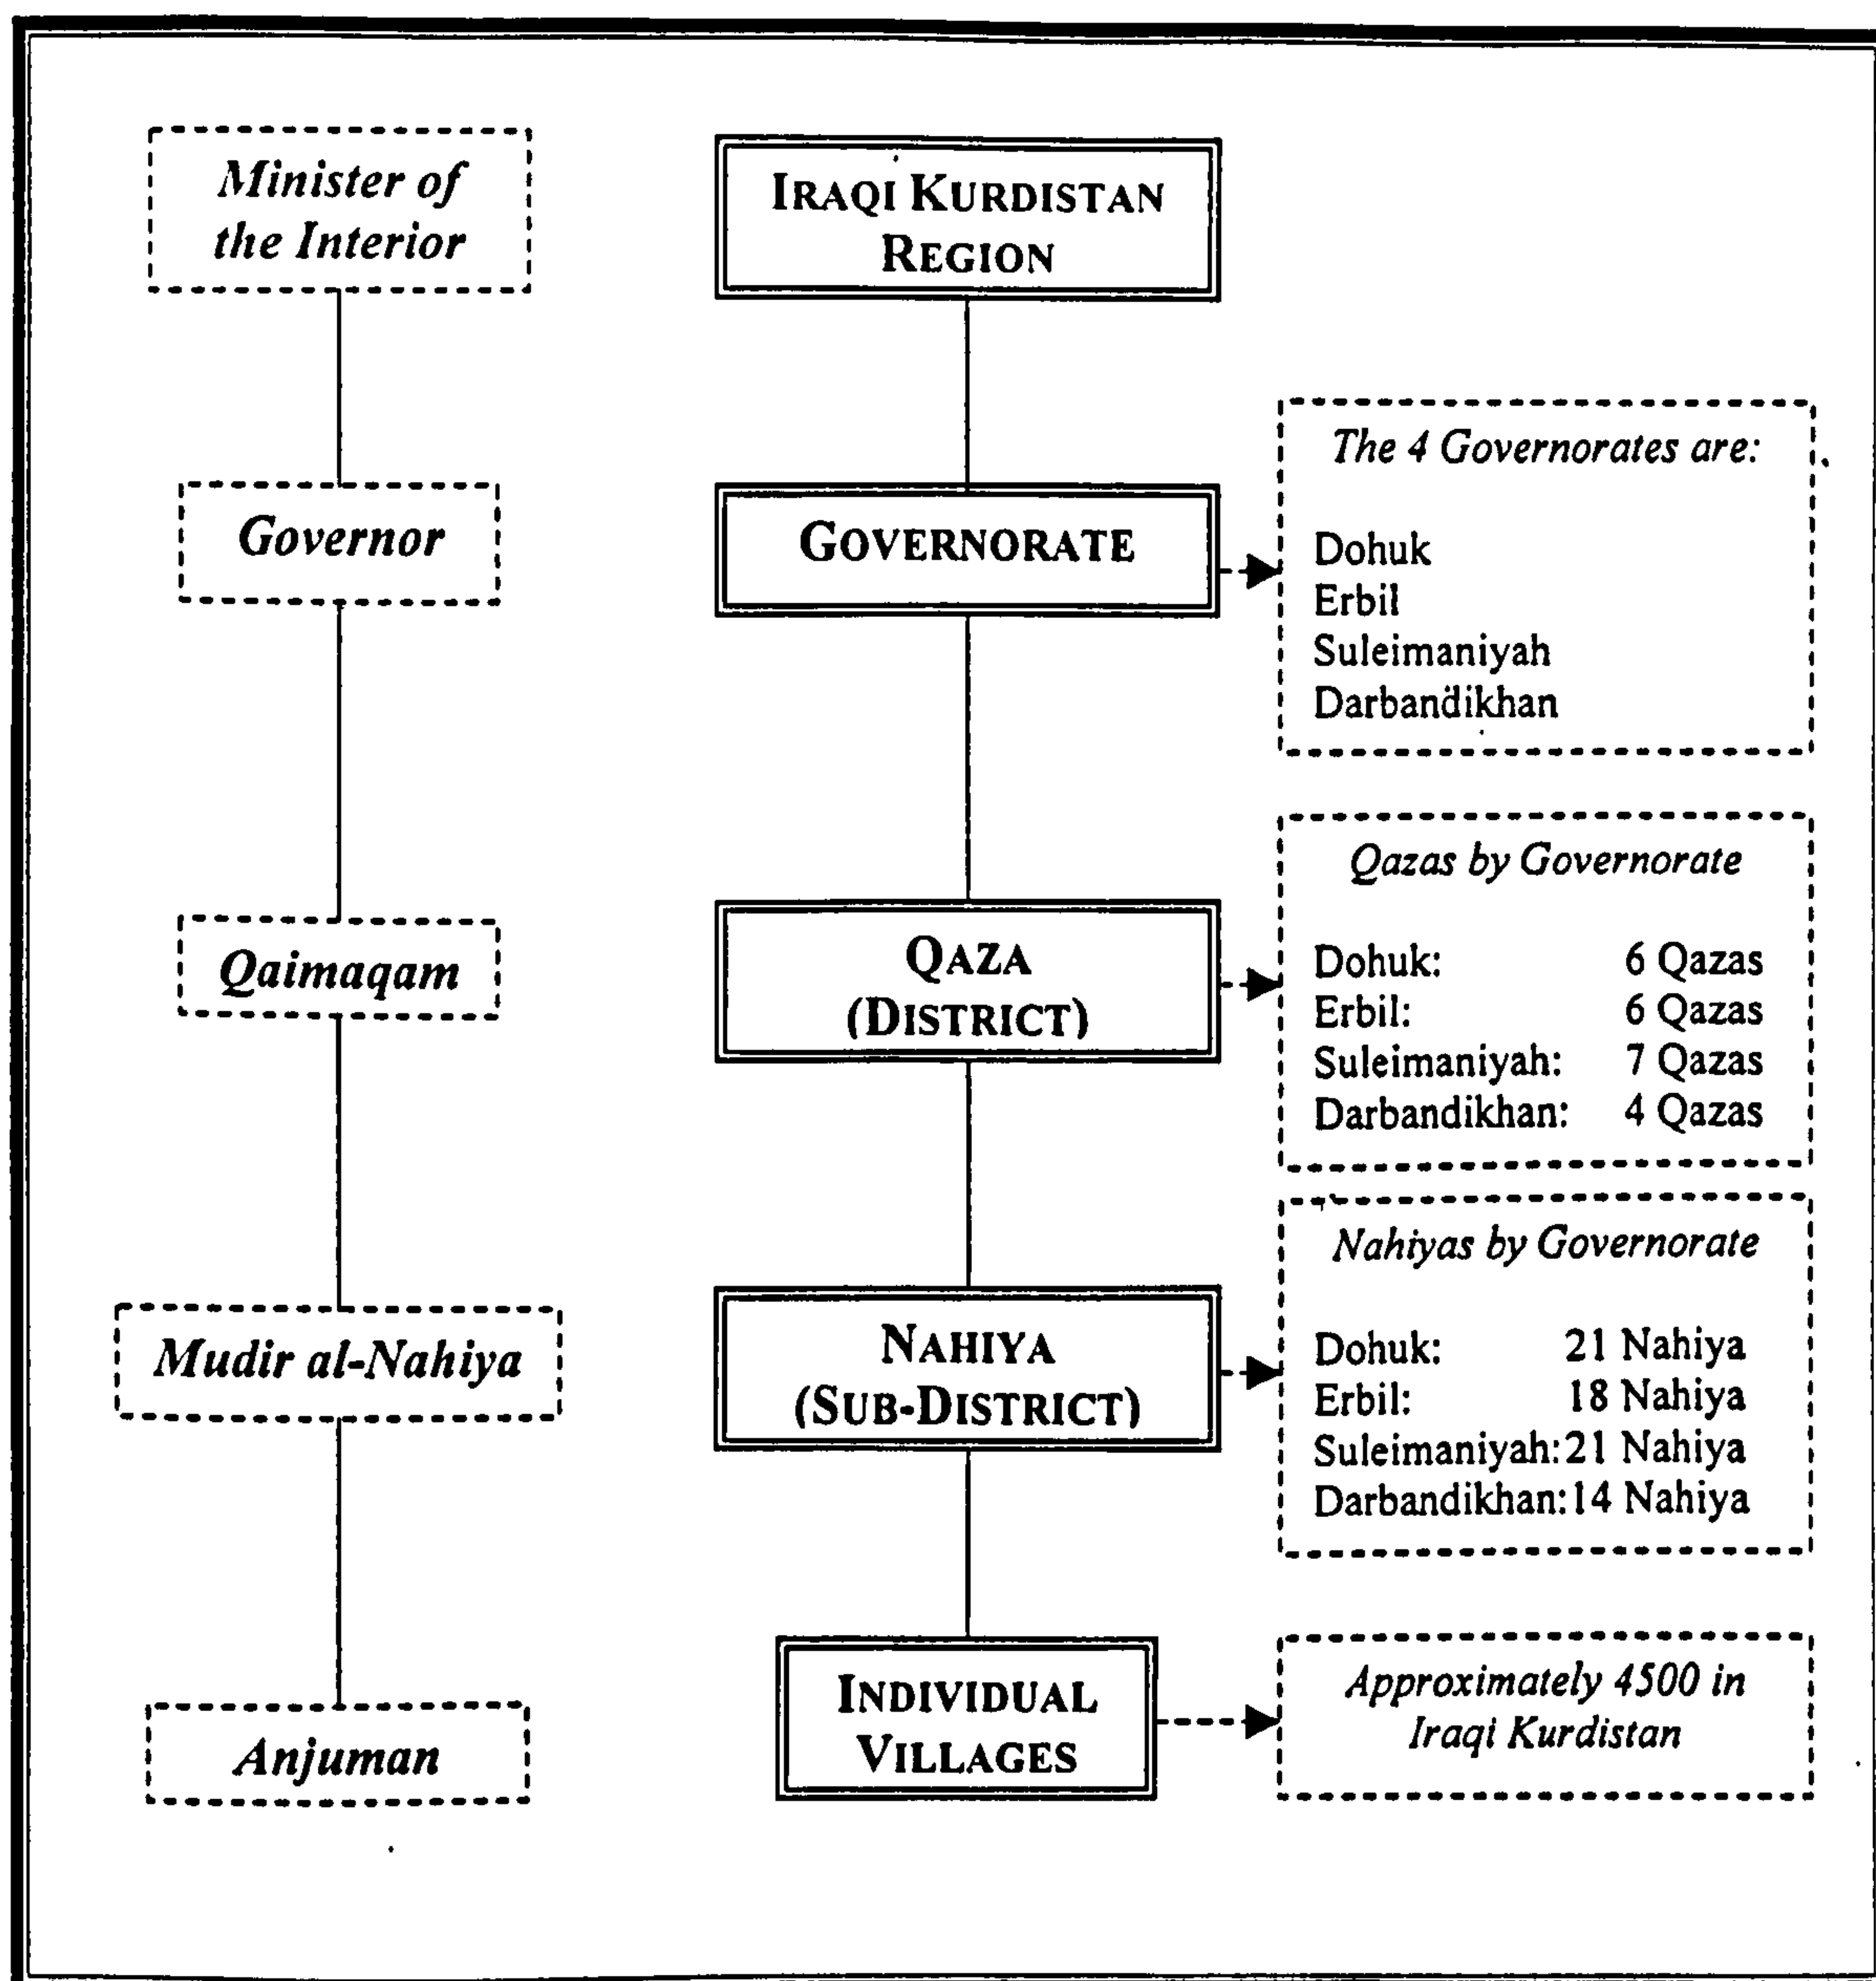 Minister of
the Interior
IRAQI KURDISTAN
REGION
Governor
GOVERNORATE
The 4 Governorates are:
Dohuk
Erbil
Suleimaniyah
Darbandikhan
Qaimaqam
QAZA
(DISTRICT)
Qazas by Governorate
Dohuk: 6 Qazas
Erbil: 6 Qazas
Suleimaniyah: 7 Qazas
Darbandikhan: 4 Qazas
Mudir al-Nahiya
NAHIYA
(SUB-DISTRICT)
Nahiyas by Governorate
Dohuk: 21 Nahiya
Erbil: 18 Nahiya
Suleimaniyah: 21 Nahiya
Darbandikhan: 14 Nahiya
Anjuman
INDIVIDUAL
VILLAGES
Approximately 4500 in
Iraqi Kurdistan